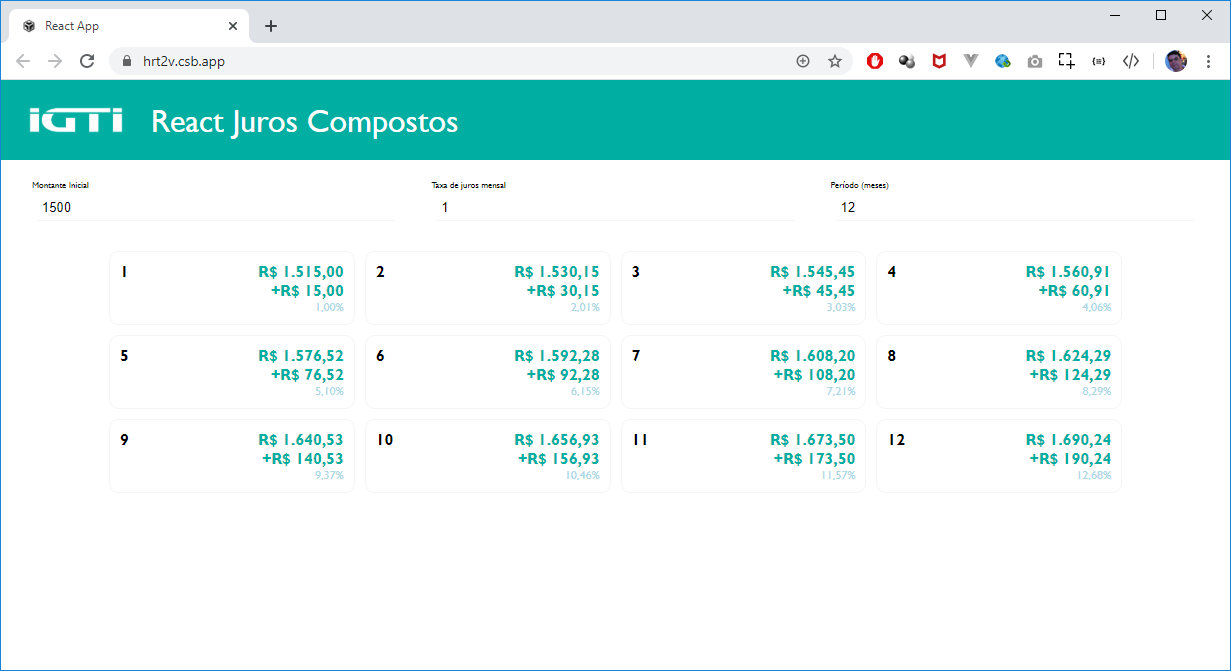 React App
hrt2v.csb.app
iGTi React Juros Compostos
Montante Inicial Taxa de juros mensal Período (meses)
1500 1 12
1 R$ 1.515,00 2 R$ 1.530,15 3 R$ 1.545,45 4 R$ 1.560,91
+R$ 15,00 +R$ 30,15 +R$ 45,45 +R$ 60,91
1,00% 2,01% 3,03% 4,06%
5 R$ 1.576,52 6 R$ 1.592,28 7 R$ 1.608,20 8 R$ 1.624,29
+R$ 76,52 +R$ 92,28 +R$ 108,20 +R$ 124,29
5,10% 6,15% 7,21% 8,29%
9 R$ 1.640,53 10 R$ 1.656,93 11 R$ 1.673,50 12 R$ 1.690,24
+R$ 140,53 +R$ 156,93 +R$ 173,50 +R$ 190,24
9,37% 10,46% 11,57% 12,68%